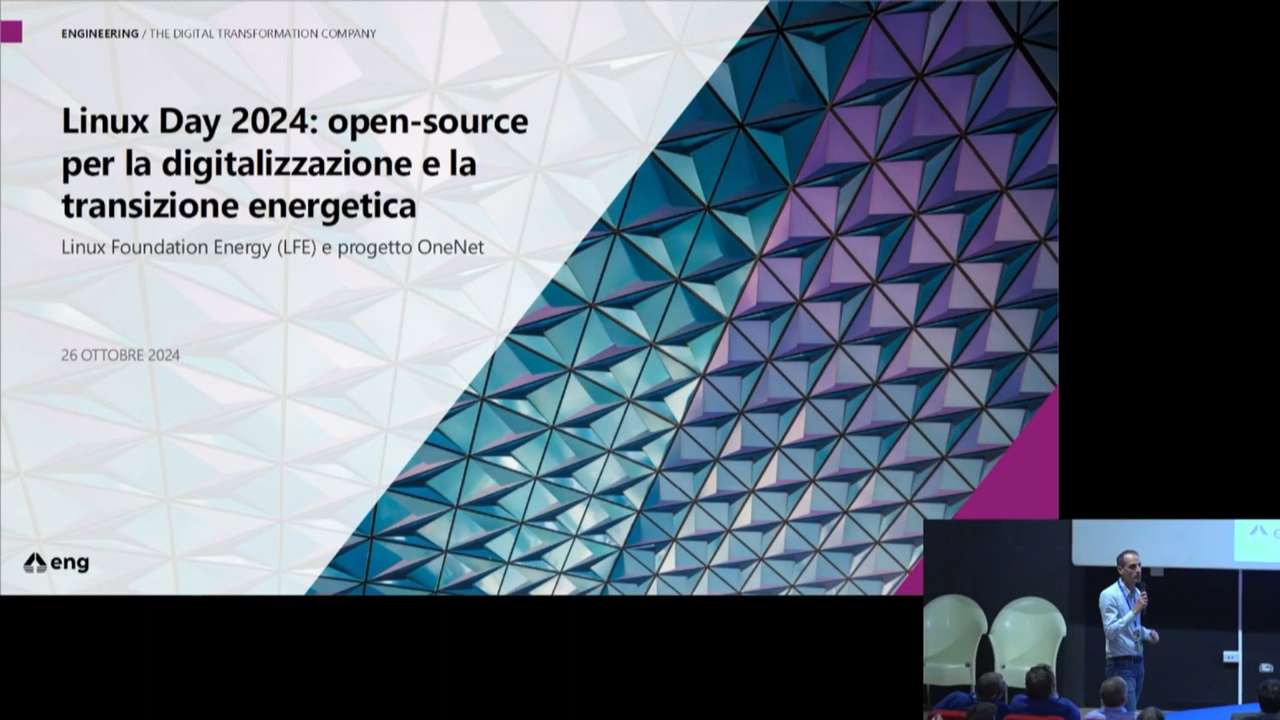 ENGINEERING / THE DIGITAL TRANSFORMATION COMPANY
Linux Day 2024: open-source
per la digitalizzazione e la
transizione energetica
Linux Foundation Energy (LFE) e progetto OneNet
26 OTTOBRE 2024
eng